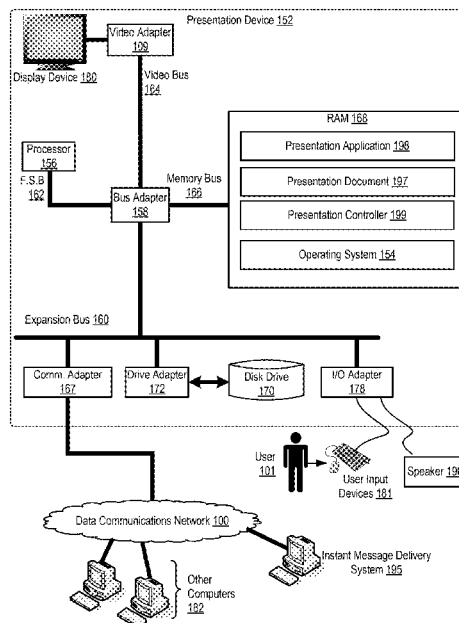 Presentation Device 152
Video Adapter
109
Display Device 180
Video Bus
164
RAM 168
Presentation Application 198
Presentation Document 197
Presentation Controller 199
Operating System 154
Processor
156
F.S.B
162
Memory Bus
166
Bus Adapter
158
Expansion Bus 160
Comm. Adapter
167
Drive Adapter
172
Disk Drive
170
I/O Adapter
178
User
101
User Input
Devices 181
Speaker
Data Communications Network 100
Other
Computers
182
Instant Message Delivery
System 195